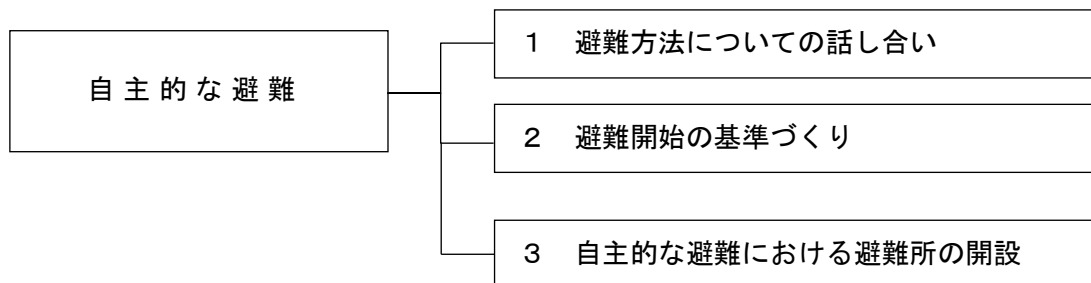 自主的な避難
１　避難方法についての話し合い
２　避難開始の基準づくり
３　自主的な避難における避難所の開設